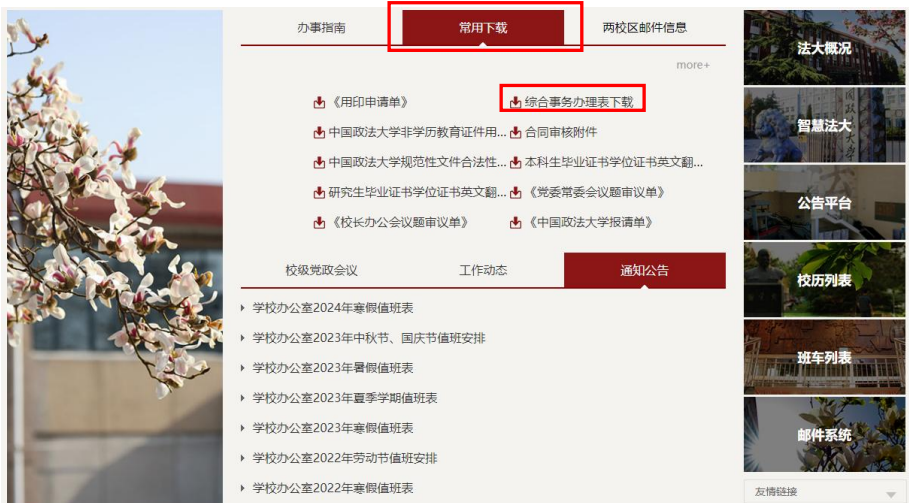 办事指南
常用下载
两校区邮件信息
more+
《用印申请单》
综合事务办理表下载
中国政法大学非学历教育证件用...
合同审核附件
中国政法大学规范性文件合法性...
本科生毕业证书学位证书英文翻...
研究生毕业证书学位证书英文翻...
《党委常委会议题审议单》
《校长办公会议题审议单》
《中国政法大学报请单》
校级党政会议
工作动态
通知公告
学校办公室2024年寒假值班表
学校办公室2023年中秋节、国庆节值班安排
学校办公室2023年暑假值班表
学校办公室2023年夏季学期值班表
学校办公室2023年寒假值班表
学校办公室2022年劳动节值班安排
学校办公室2022年寒假值班表
法大概况
智慧法大
公告平台
校历列表
班车列表
邮件系统
友情链接